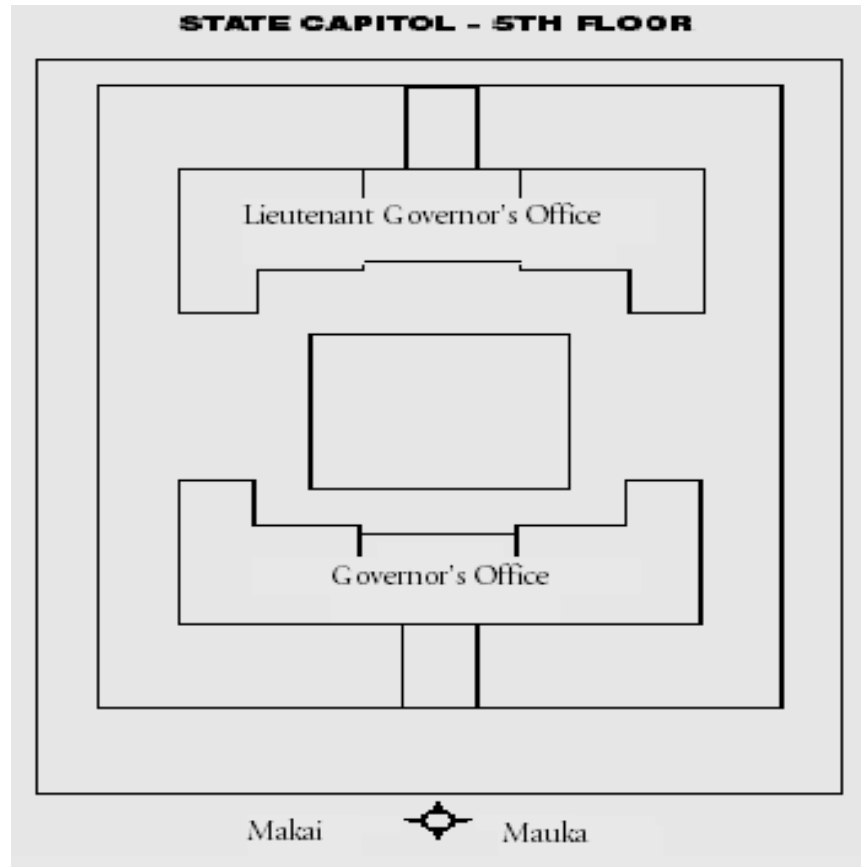 STATE CAPITOL - 5TH FLOOR
Lieutenant Governor's Office
Governor's Office
Makai Mauka